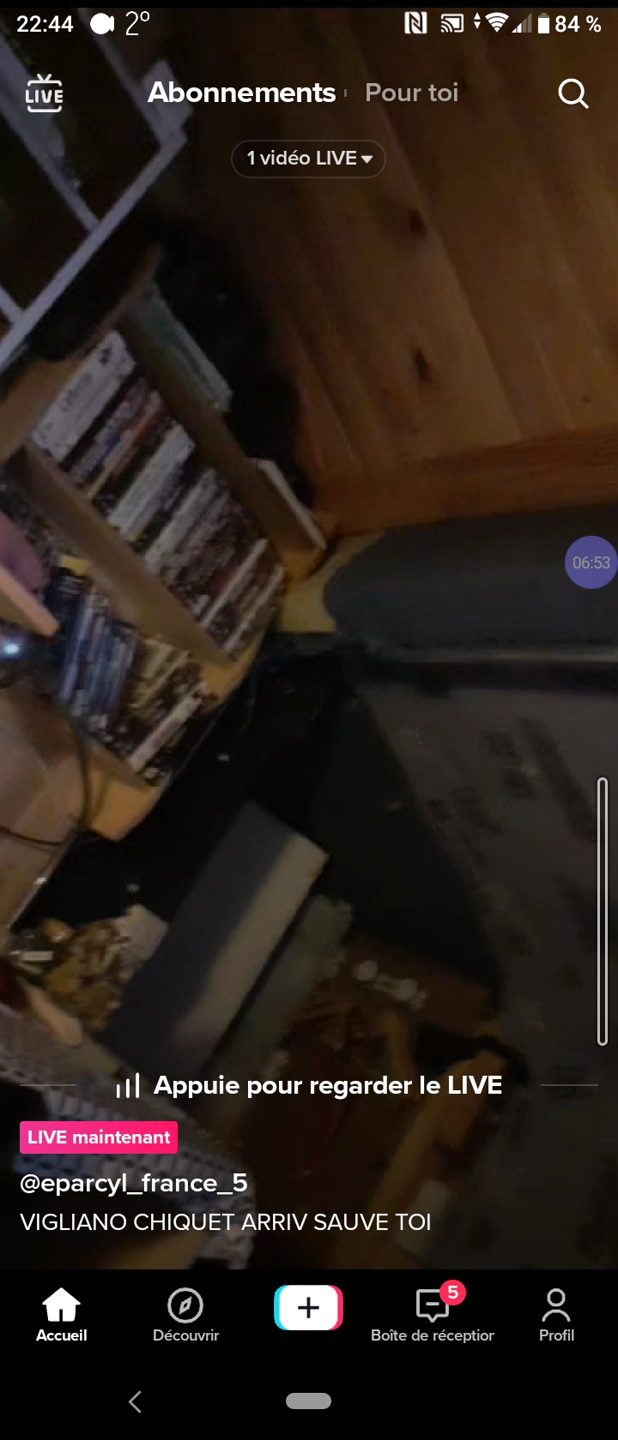 22:44 2° 84 %
LIVE Abonnements Pour toi
1 vidéo LIVE
06:53
Appuie pour regarder le LIVE
LIVE maintenant
@eparcyl_france_5
VIGLIANO CHIQUET ARRIV SAUVE TOI
5
Accueil Découvrir Boîte de réception Profil